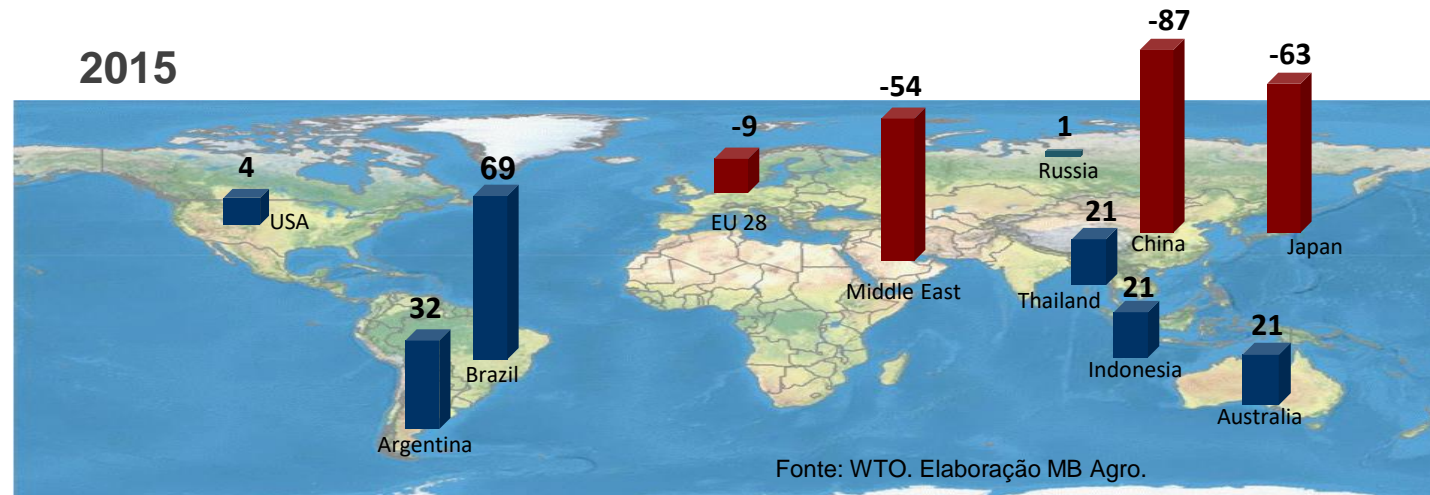 2015
-87
-63
-54
-9
1
4
69
Russia
USA
EU 28
21
China
Japan
Middle East
Thailand
21
32
21
Brazil
Indonesia
Australia
Argentina
Fonte: WTO. Elaboração MB Agro.